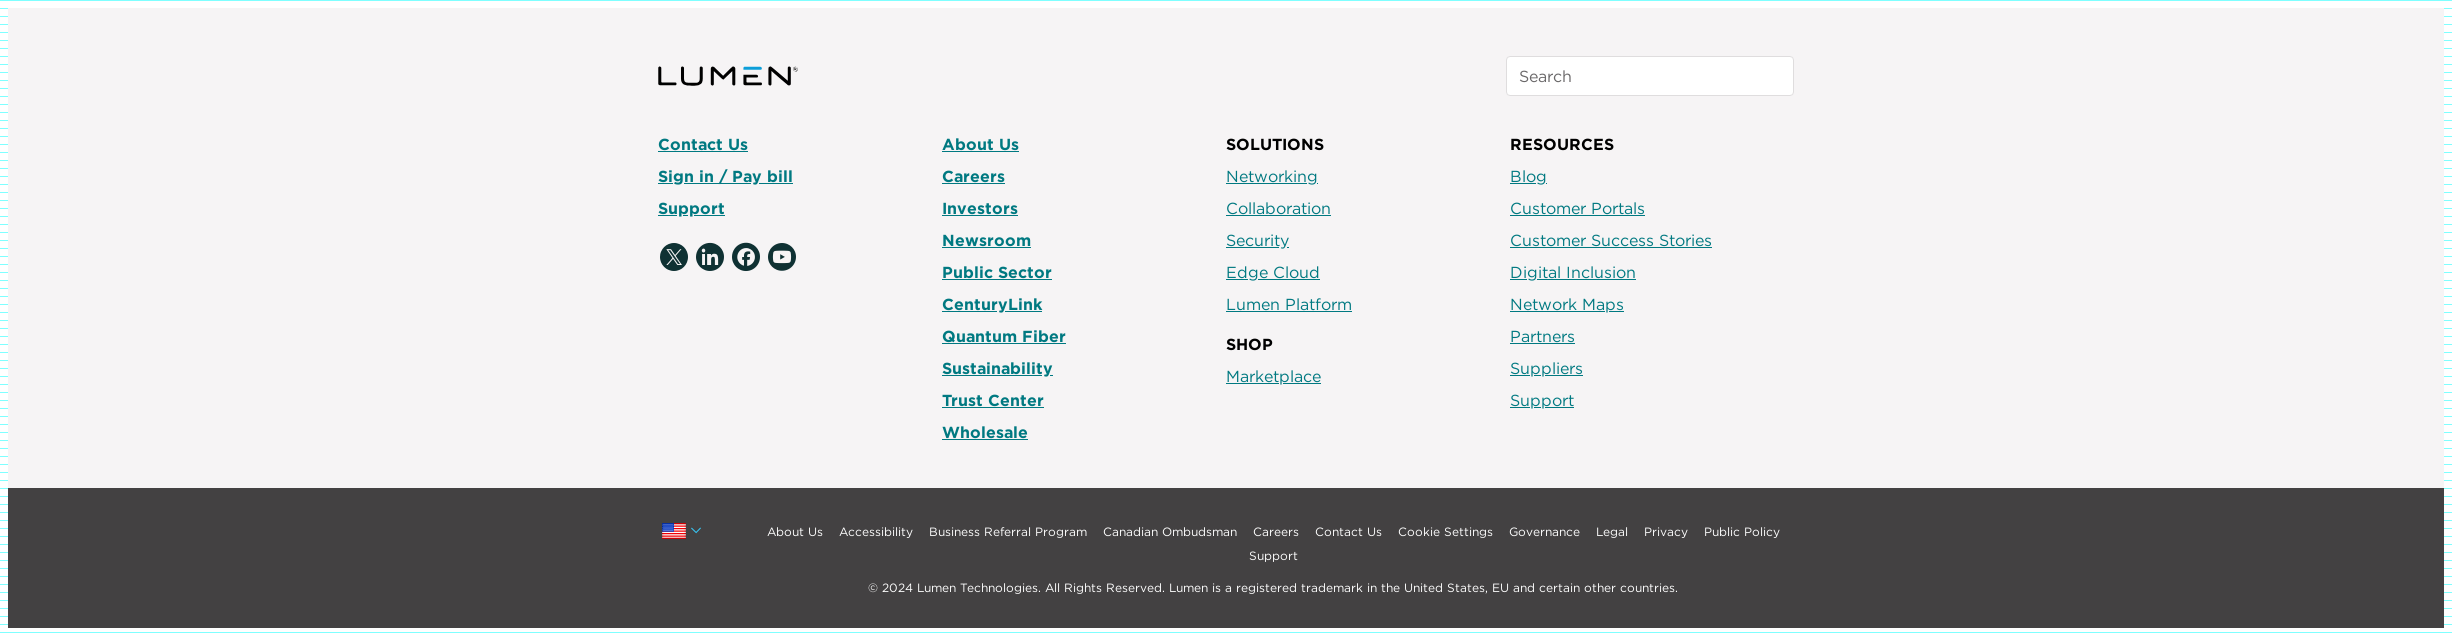 LUMEN®
Search
Contact Us
Sign in / Pay bill
Support
About Us
Careers
Investors
Newsroom
Public Sector
CenturyLink
Quantum Fiber
Sustainability
Trust Center
Wholesale
SOLUTIONS
Networking
Collaboration
Security
Edge Cloud
Lumen Platform
SHOP
Marketplace
RESOURCES
Blog
Customer Portals
Customer Success Stories
Digital Inclusion
Network Maps
Partners
Suppliers
Support
About Us Accessibility Business Referral Program Canadian Ombudsman Careers Contact Us Cookie Settings Governance Legal Privacy Public Policy
Support
© 2024 Lumen Technologies. All Rights Reserved. Lumen is a registered trademark in the United States, EU and certain other countries.